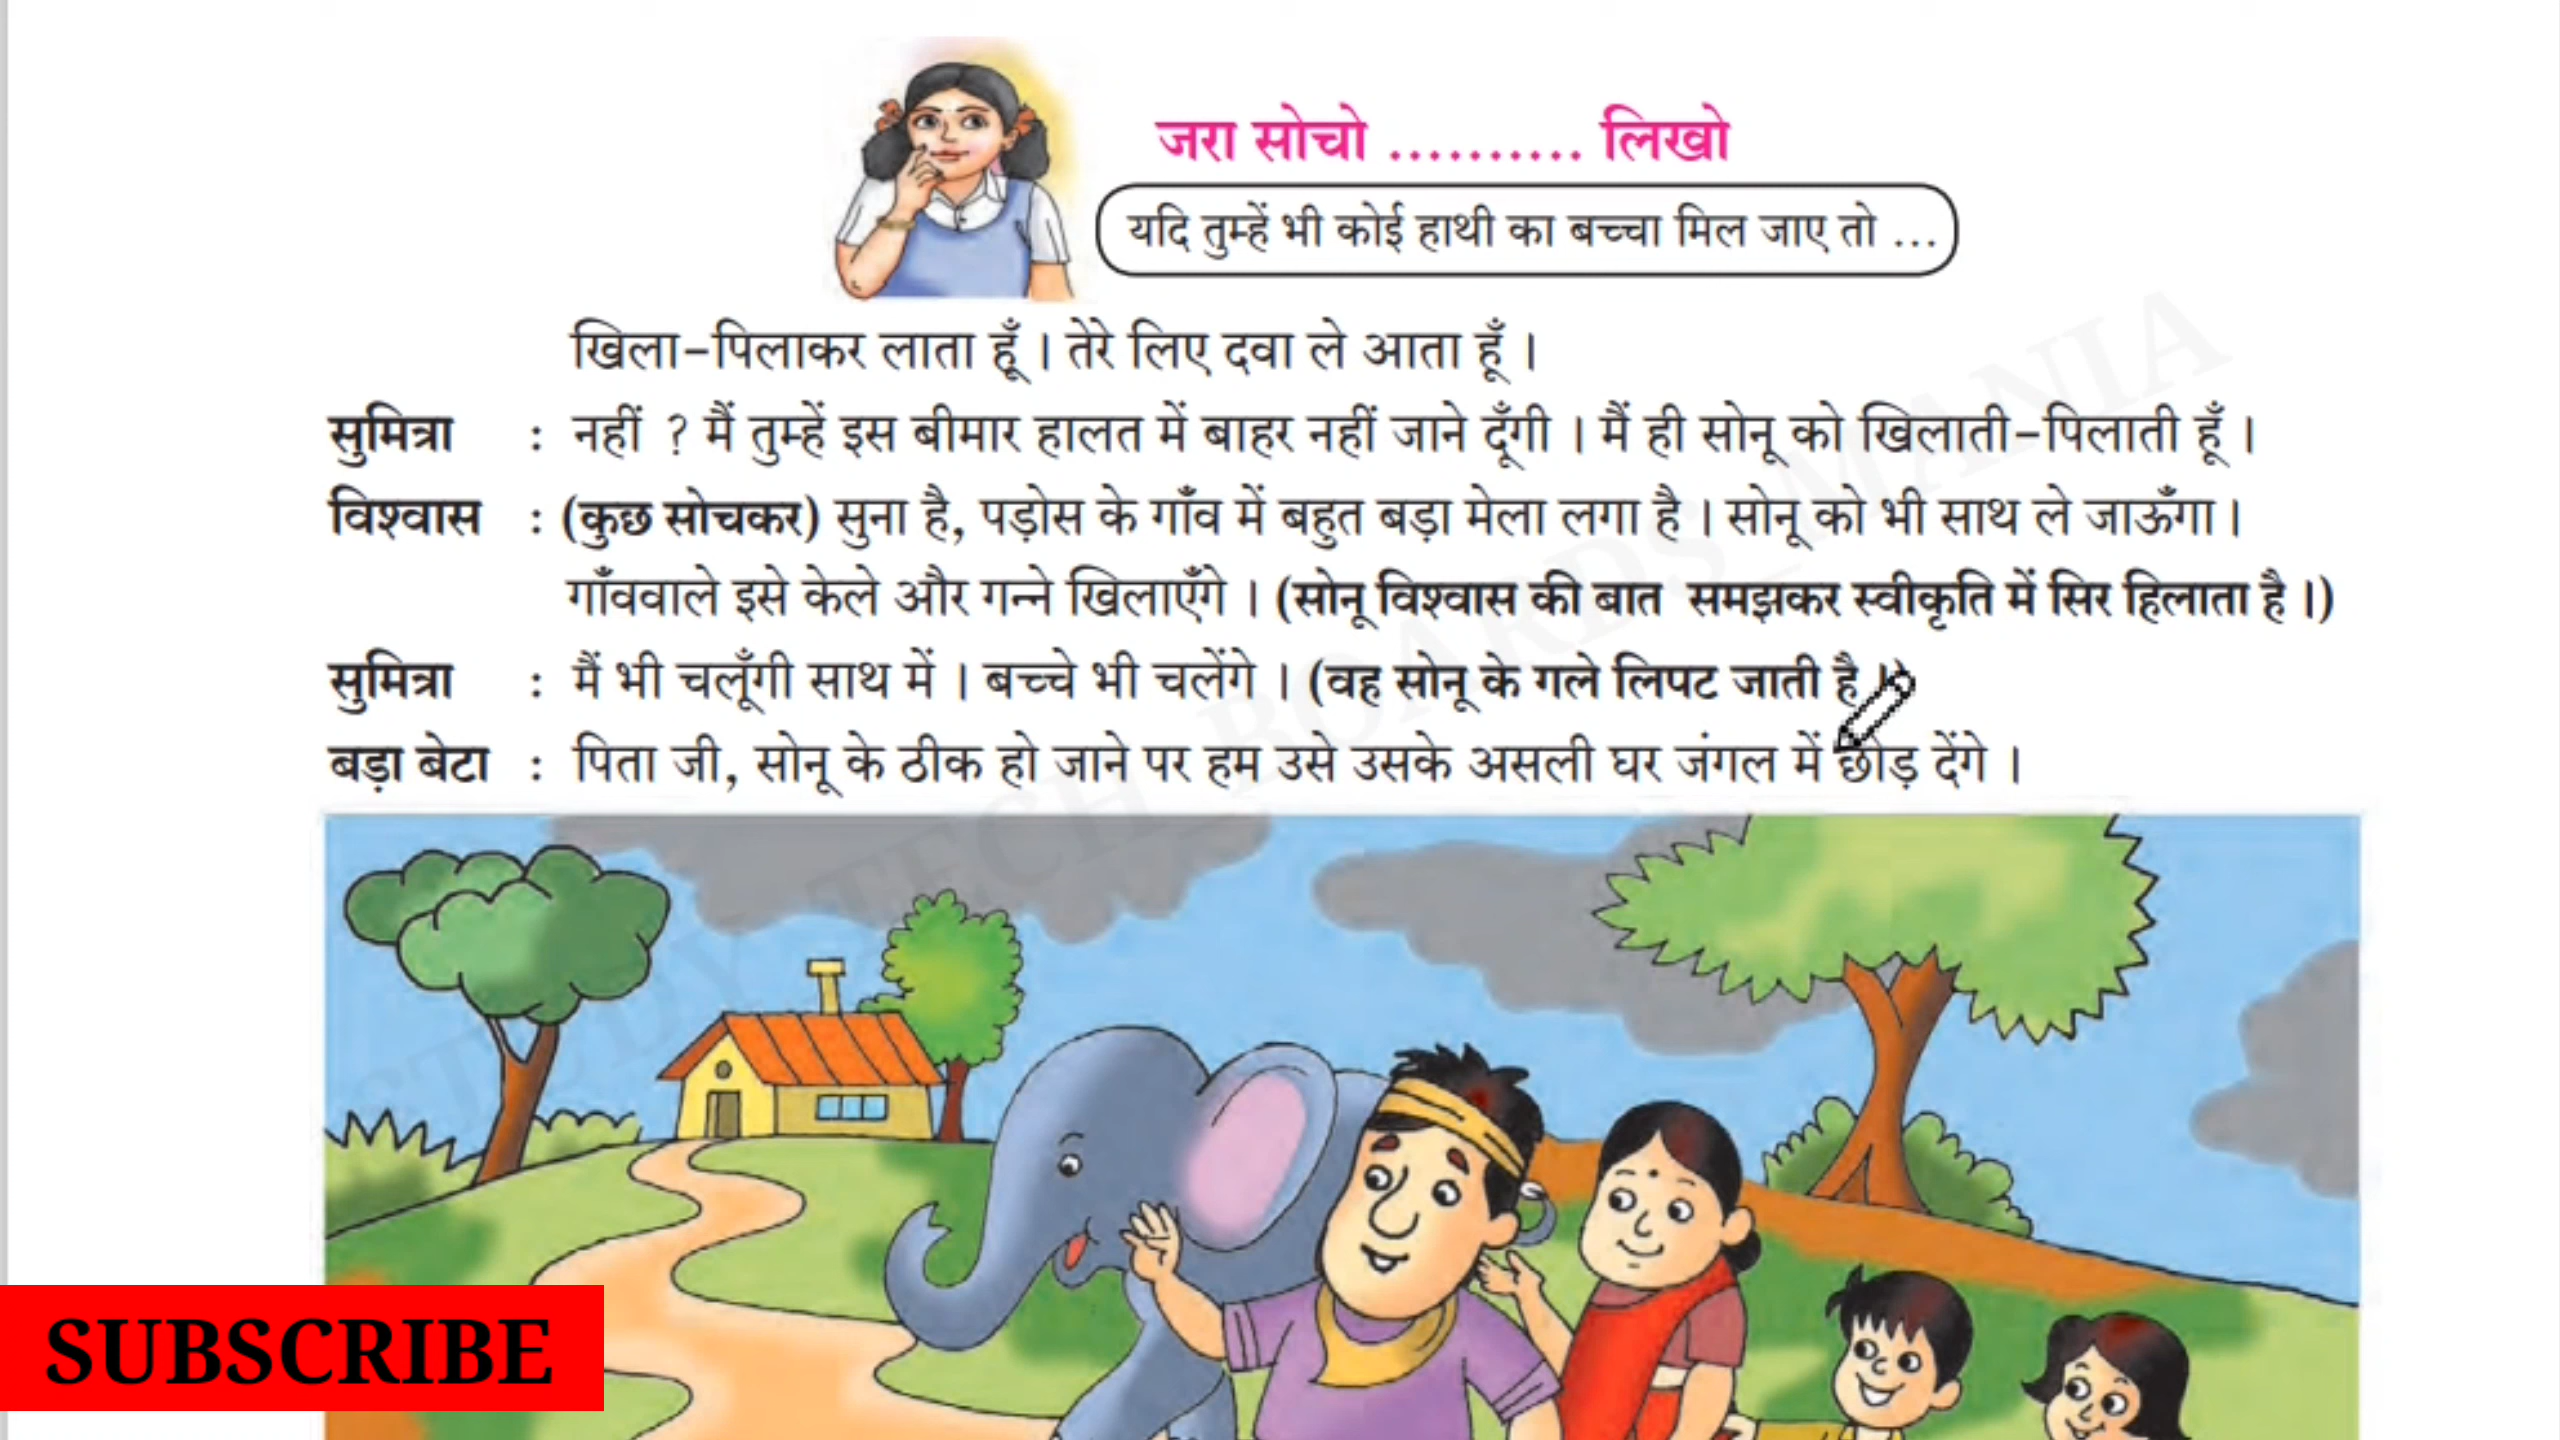 जरा सोचो .......... लिखो
यदि तुम्हें भी कोई हाथी का बच्चा मिल जाए तो ...
खिला-पिलाकर लाता हूँ । तेरे लिए दवा ले आता हूँ ।
सुमित्रा : नहीं ? मैं तुम्हें इस बीमार हालत में बाहर नहीं जाने दूँगी । मैं ही सोनू को खिलाती-पिलाती हूँ ।
विश्वास : (कुछ सोचकर) सुना है, पड़ोस के गाँव में बहुत बड़ा मेला लगा है । सोनू को भी साथ ले जाऊँगा ।
गाँववाले इसे केले और गन्ने खिलाएँगे । (सोनू विश्वास की बात समझकर स्वीकृति में सिर हिलाता है ।)
सुमित्रा : मैं भी चलूँगी साथ में । बच्चे भी चलेंगे । (वह सोनू के गले लिपट जाती है ।)
बड़ा बेटा : पिता जी, सोनू के ठीक हो जाने पर हम उसे उसके असली घर जंगल में छोड़ देंगे ।
STUDY_TECH_BOARDS_MANIA
SUBSCRIBE